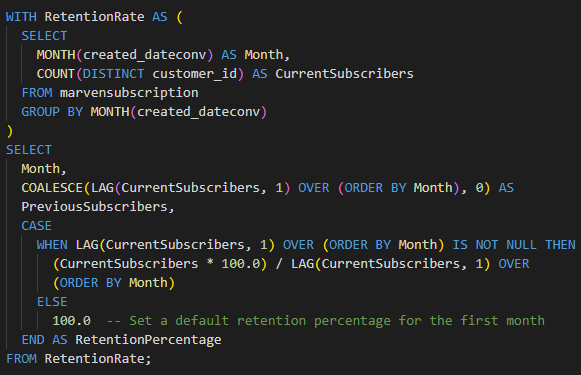 WITH RetentionRate AS (
  SELECT
    MONTH(created_dateconv) AS Month,
    COUNT(DISTINCT customer_id) AS CurrentSubscribers
  FROM marvensubscription
  GROUP BY MONTH(created_dateconv)
)
SELECT
  Month,
  COALESCE(LAG(CurrentSubscribers, 1) OVER (ORDER BY Month), 0) AS
  PreviousSubscribers,
  CASE
    WHEN LAG(CurrentSubscribers, 1) OVER (ORDER BY Month) IS NOT NULL THEN
      (CurrentSubscribers * 100.0) / LAG(CurrentSubscribers, 1) OVER
      (ORDER BY Month)
    ELSE
      100.0  -- Set a default retention percentage for the first month
  END AS RetentionPercentage
FROM RetentionRate;